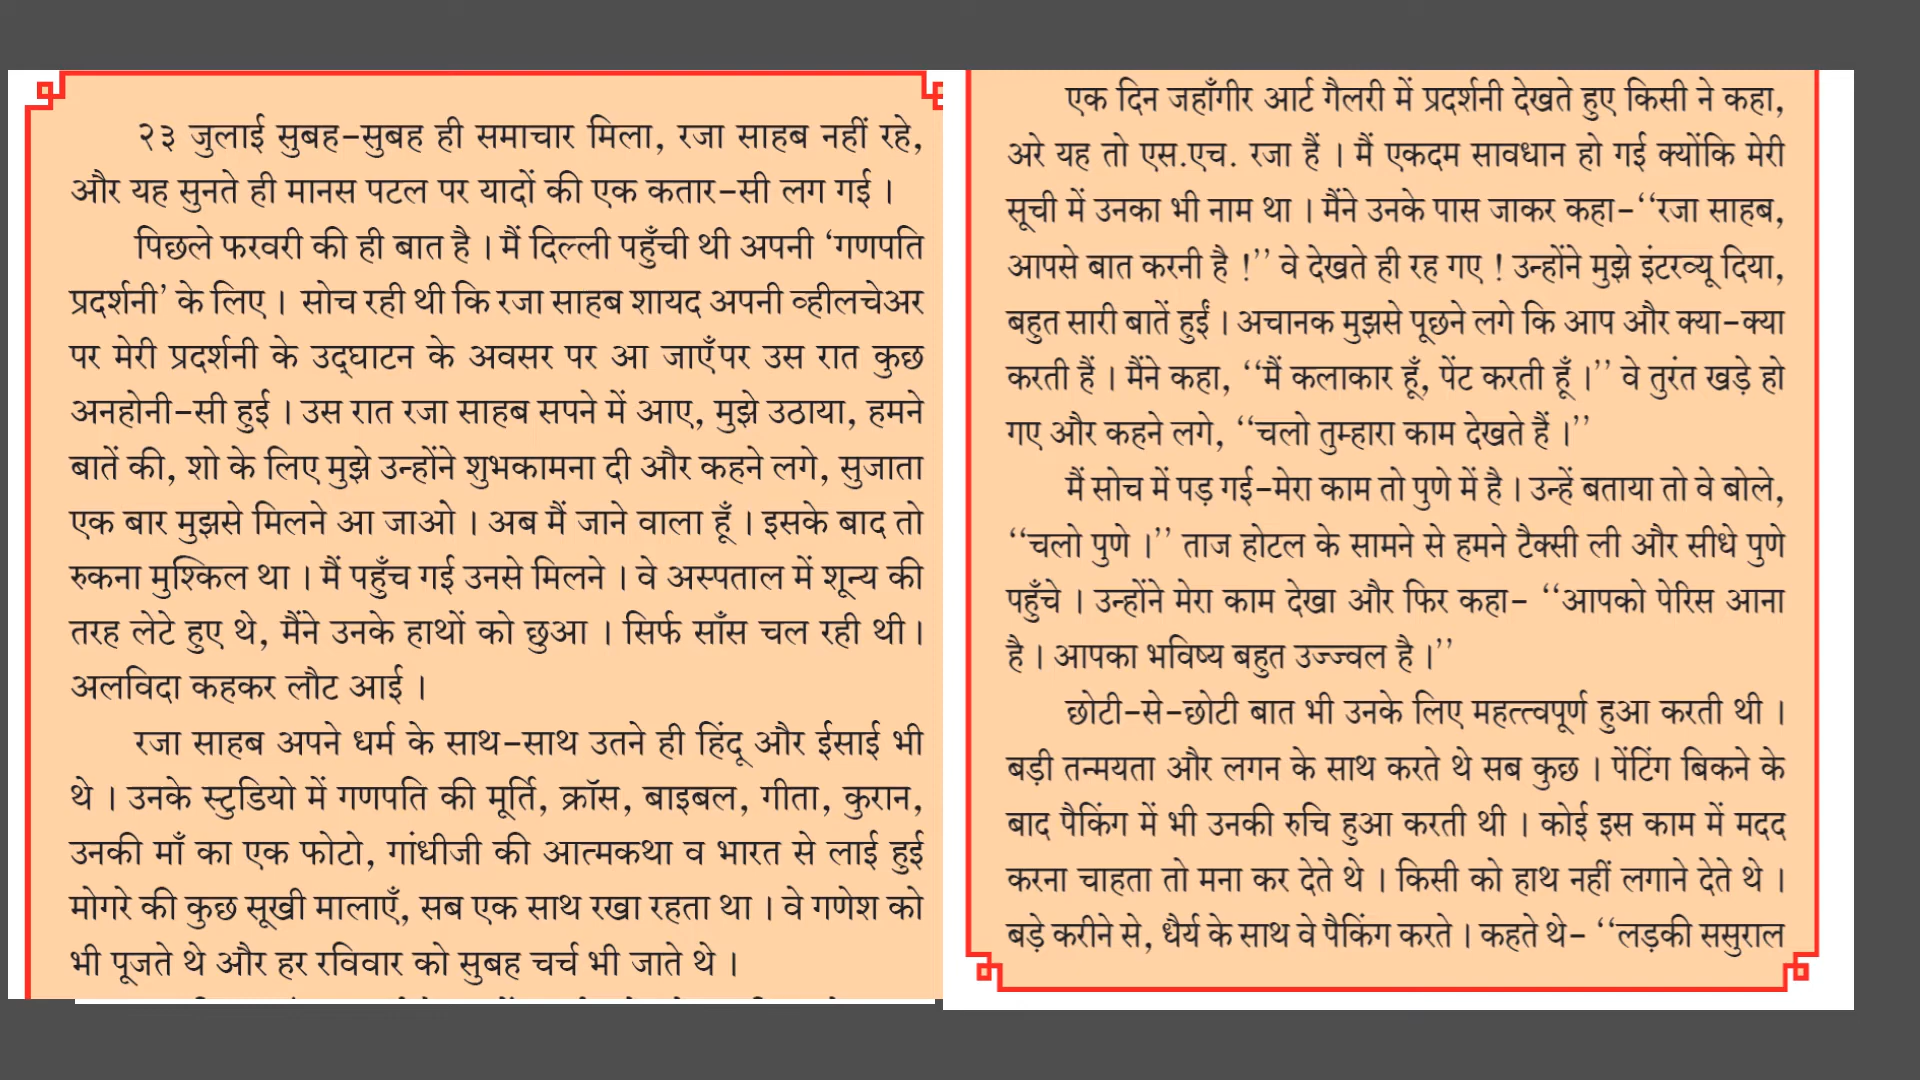 २३ जुलाई सुबह-सुबह ही समाचार मिला, रजा साहब नहीं रहे,
और यह सुनते ही मानस पटल पर यादों की एक कतार-सी लग गई ।
पिछले फरवरी की ही बात है । मैं दिल्ली पहुँची थी अपनी ‘गणपति
प्रदर्शनी’ के लिए । सोच रही थी कि रजा साहब शायद अपनी व्हीलचेअर
पर मेरी प्रदर्शनी के उद्‌घाटन के अवसर पर आ जाएँ पर उस रात कुछ
अनहोनी-सी हुई । उस रात रजा साहब सपने में आए, मुझे उठाया, हमने
बातें की, शो के लिए मुझे उन्होंने शुभकामना दी और कहने लगे, सुजाता
एक बार मुझसे मिलने आ जाओ । अब मैं जाने वाला हूँ । इसके बाद तो
रुकना मुश्किल था । मैं पहुँच गई उनसे मिलने । वे अस्पताल में शून्य की
तरह लेटे हुए थे, मैंने उनके हाथों को छुआ । सिर्फ साँस चल रही थी ।
अलविदा कहकर लौट आई ।
रजा साहब अपने धर्म के साथ-साथ उतने ही हिंदू और ईसाई भी
थे । उनके स्टुडियो में गणपति की मूर्ति, क्रॉस, बाइबल, गीता, कुरान,
उनकी माँ का एक फोटो, गांधीजी की आत्मकथा व भारत से लाई हुई
मोगरे की कुछ सूखी मालाएँ, सब एक साथ रखा रहता था । वे गणेश को
भी पूजते थे और हर रविवार को सुबह चर्च भी जाते थे ।
एक दिन जहाँगीर आर्ट गैलरी में प्रदर्शनी देखते हुए किसी ने कहा,
अरे यह तो एस.एच. रजा हैं । मैं एकदम सावधान हो गई क्योंकि मेरी
सूची में उनका भी नाम था । मैंने उनके पास जाकर कहा-‘‘रजा साहब,
आपसे बात करनी है !’’ वे देखते ही रह गए ! उन्होंने मुझे इंटरव्यू दिया,
बहुत सारी बातें हुईं । अचानक मुझसे पूछने लगे कि आप और क्या-क्या
करती हैं । मैंने कहा, ‘‘मैं कलाकार हूँ, पेंट करती हूँ ।’’ वे तुरंत खड़े हो
गए और कहने लगे, ‘‘चलो तुम्हारा काम देखते हैं ।’’
मैं सोच में पड़ गई-मेरा काम तो पुणे में है । उन्हें बताया तो वे बोले,
‘‘चलो पुणे ।’’ ताज होटल के सामने से हमने टैक्सी ली और सीधे पुणे
पहुँचे । उन्होंने मेरा काम देखा और फिर कहा- ‘‘आपको पेरिस आना
है । आपका भविष्य बहुत उज्ज्वल है ।’’
छोटी-से-छोटी बात भी उनके लिए महत्त्वपूर्ण हुआ करती थी ।
बड़ी तन्मयता और लगन के साथ करते थे सब कुछ । पेंटिंग बिकने के
बाद पैकिंग में भी उनकी रुचि हुआ करती थी । कोई इस काम में मदद
करना चाहता तो मना कर देते थे । किसी को हाथ नहीं लगाने देते थे ।
बड़े करीने से, धैर्य के साथ वे पैकिंग करते । कहते थे- ‘‘लड़की ससुराल